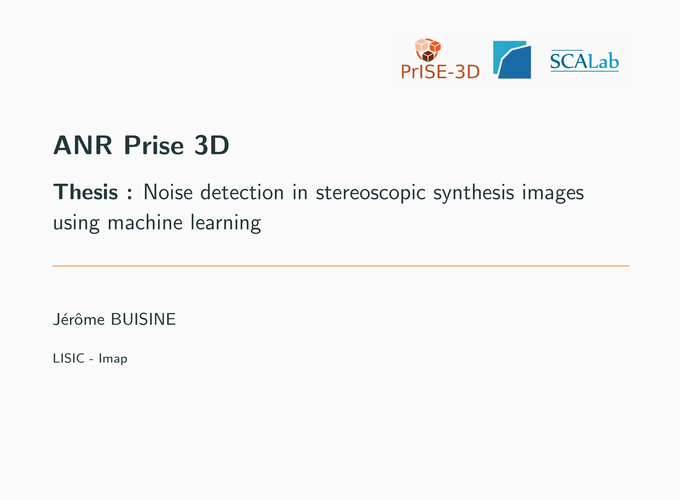 PrISE-3D
SCALab
ANR Prise 3D
Thesis : Noise detection in stereoscopic synthesis images
using machine learning
Jérôme BUISINE
LISIC - Imap